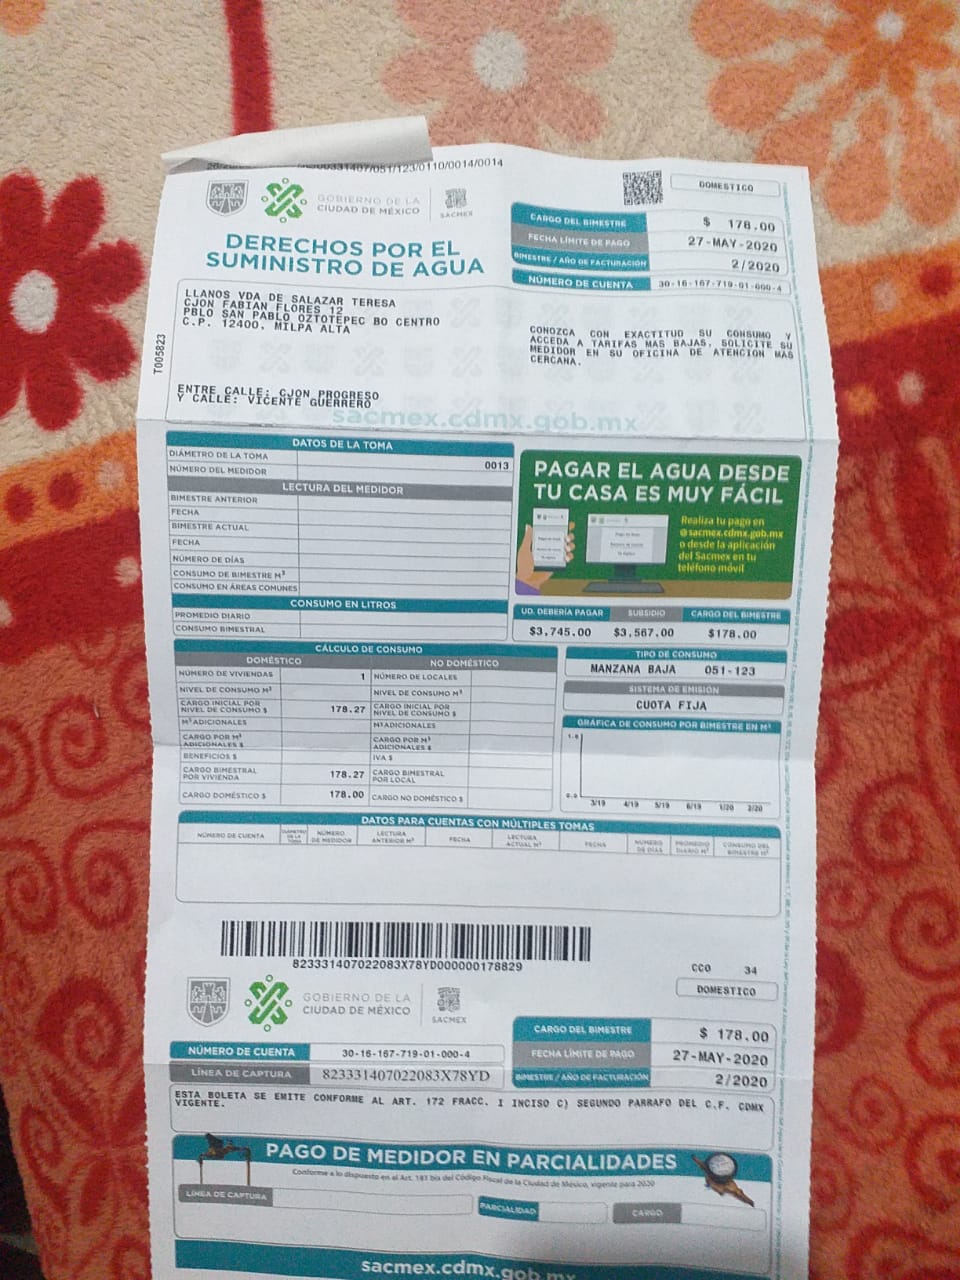 00331407/051/123/0110/0014/0014
GOBIERNO DE LA
CIUDAD DE MÉXICO
SACMEX
DOMESTICO
DERECHOS POR EL
SUMINISTRO DE AGUA
CARGO DEL BIMESTRE $ 178.00
FECHA LÍMITE DE PAGO 27-MAY-2020
BIMESTRE / AÑO DE FACTURACIÓN 2/2020
NÚMERO DE CUENTA 30-16-167-719-01-000-4
LLANOS VDA DE SALAZAR TERESA
CJON FABIAN FLORES 12
PBLO SAN PABLO OZTOTEPEC BO CENTRO
C.P. 12400, MILPA ALTA
T005823
CONOZCA CON EXACTITUD SU CONSUMO Y
ACCEDA A TARIFAS MAS BAJAS, SOLICITE SU
MEDIDOR EN SU OFICINA DE ATENCION MAS
CERCANA.
ENTRE CALLE: CJON PROGRESO
Y CALLE: VICENTE GUERRERO
sacmex.cdmx.gob.mx
DATOS DE LA TOMA
DIÁMETRO DE LA TOMA 0013
NÚMERO DEL MEDIDOR
LECTURA DEL MEDIDOR
BIMESTRE ANTERIOR
FECHA
BIMESTRE ACTUAL
FECHA
NÚMERO DE DÍAS
CONSUMO DE BIMESTRE M³
CONSUMO EN ÁREAS COMUNES
CONSUMO EN LITROS
PROMEDIO DIARIO
CONSUMO BIMESTRAL
PAGAR EL AGUA DESDE
TU CASA ES MUY FÁCIL
Realiza tu pago en
@sacmex.cdmx.gob.mx
o desde la aplicación
del Sacmex en tu
teléfono móvil
UD. DEBERÍA PAGAR SUBSIDIO CARGO DEL BIMESTRE
$3,745.00 $3,567.00 $178.00
TIPO DE CONSUMO
MANZANA BAJA 051-123
SISTEMA DE EMISIÓN
CUOTA FIJA
GRÁFICA DE CONSUMO POR BIMESTRE EN M³
1.0
0.0
3/19 4/19 5/19 6/19 1/20 2/20
CÁLCULO DE CONSUMO
DOMÉSTICO NO DOMÉSTICO
NÚMERO DE VIVIENDAS 1 NÚMERO DE LOCALES
NIVEL DE CONSUMO M³ NIVEL DE CONSUMO M³
CARGO INICIAL POR NIVEL DE CONSUMO $ 178.27 CARGO INICIAL POR NIVEL DE CONSUMO $
M³ ADICIONALES M³ ADICIONALES
CARGO POR M³ ADICIONALES $ CARGO POR M³ ADICIONALES $
BENEFICIOS $ IVA $
CARGO BIMESTRAL POR VIVIENDA 178.27 CARGO BIMESTRAL POR LOCAL
CARGO DOMÉSTICO $ 178.00 CARGO NO DOMÉSTICO $
DATOS PARA CUENTAS CON MÚLTIPLES TOMAS
NÚMERO DE CUENTA DIÁMETRO DE LA TOMA NÚMERO DE MEDIDOR LECTURA ANTERIOR M³ FECHA LECTURA ACTUAL M³ FECHA NÚMERO DE DÍAS PROMEDIO DIARIO M³ CONSUMO DEL BIMESTRE M³
823331407022083X78YD000000178829
CCO 34
DOMESTICO
GOBIERNO DE LA
CIUDAD DE MÉXICO
SACMEX
CARGO DEL BIMESTRE $ 178.00
FECHA LÍMITE DE PAGO 27-MAY-2020
BIMESTRE / AÑO DE FACTURACIÓN 2/2020
NÚMERO DE CUENTA 30-16-167-719-01-000-4
LÍNEA DE CAPTURA 823331407022083X78YD
ESTA BOLETA SE EMITE CONFORME AL ART. 172 FRACC. I INCISO C) SEGUNDO PARRAFO DEL C.F. CDMX
VIGENTE.
PAGO DE MEDIDOR EN PARCIALIDADES
Conforme a lo dispuesto en el Art. 181 bis del Código Fiscal de la Ciudad de México, vigente para 2020
LÍNEA DE CAPTURA PARCIALIDAD CARGO
sacmex.cdmx.gob.mx